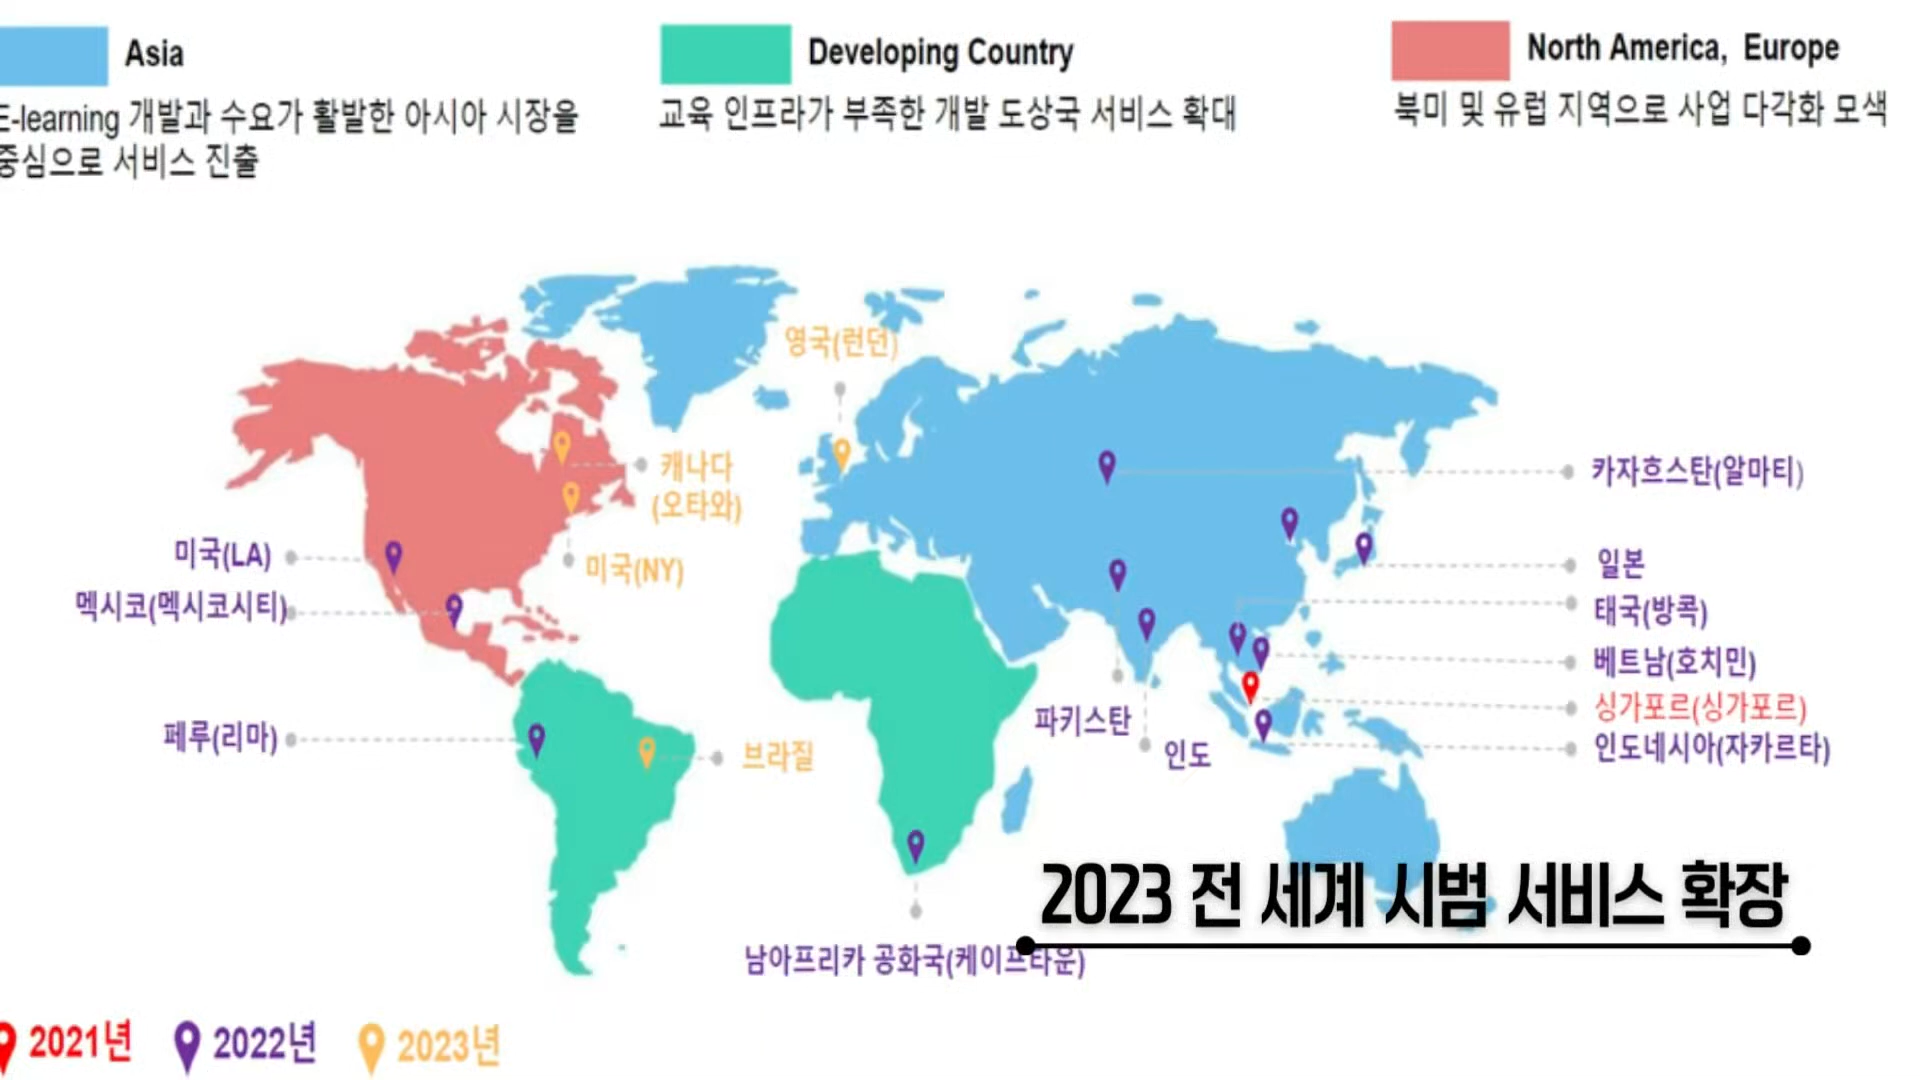 Asia
E-learning 개발과 수요가 활발한 아시아 시장을
중심으로 서비스 진출
Developing Country
교육 인프라가 부족한 개발 도상국 서비스 확대
North America, Europe
북미 및 유럽 지역으로 사업 다각화 모색
영국(런던)
캐나다
(오타와)
미국(NY)
미국(LA)
멕시코(멕시코시티)
페루(리마)
브라질
카자흐스탄(알마티)
일본
태국(방콕)
베트남(호치민)
싱가포르(싱가포르)
인도네시아(자카르타)
파키스탄
인도
남아프리카 공화국(케이프타운)
2023 전 세계 시범 서비스 확장
2021년
2022년
2023년